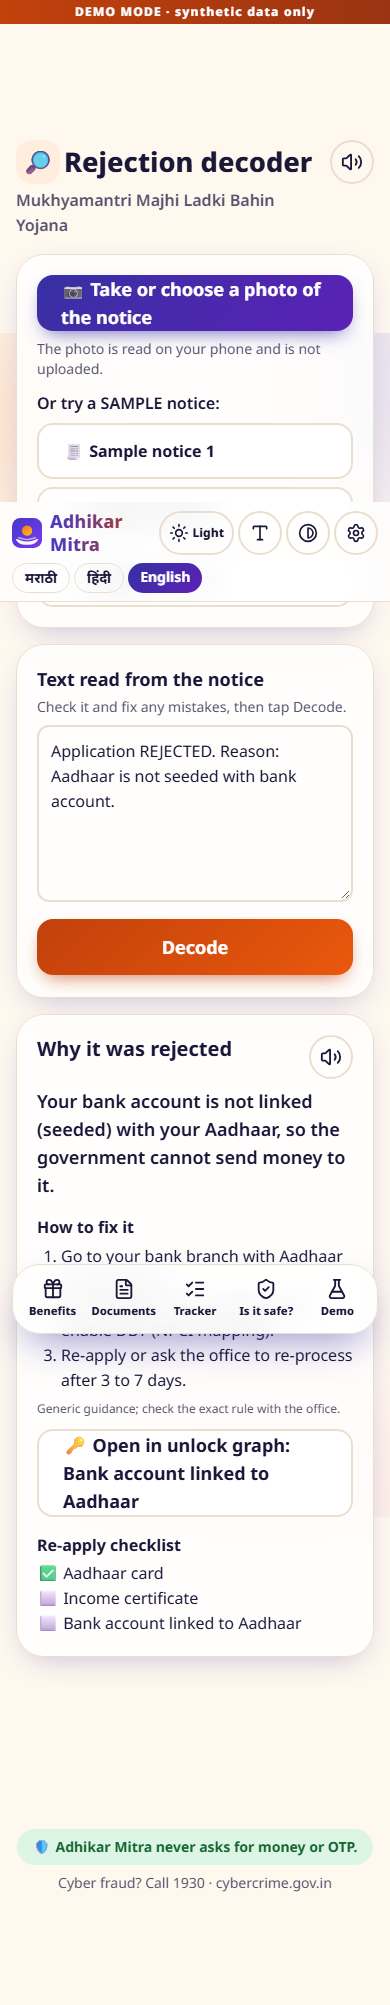 DEMO MODE · synthetic data only
Rejection decoder
Mukhyamantri Majhi Ladki Bahin
Yojana
Take or choose a photo of
the notice
The photo is read on your phone and is not
uploaded.
Or try a SAMPLE notice:
Sample notice 1
Adhikar
Mitra
Light
मराठी
हिंदी
English
Text read from the notice
Check it and fix any mistakes, then tap Decode.
Application REJECTED. Reason:
Aadhaar is not seeded with bank
account.
Decode
Why it was rejected
Your bank account is not linked
(seeded) with your Aadhaar, so the
government cannot send money to
it.
How to fix it
1. Go to your bank branch with Aadhaar
Benefits
Documents
Tracker
Is it safe?
Demo
3. Re-apply or ask the office to re-process
after 3 to 7 days.
Generic guidance; check the exact rule with the office.
Open in unlock graph:
Bank account linked to
Aadhaar
Re-apply checklist
Aadhaar card
Income certificate
Bank account linked to Aadhaar
Adhikar Mitra never asks for money or OTP.
Cyber fraud? Call 1930 · cybercrime.gov.in